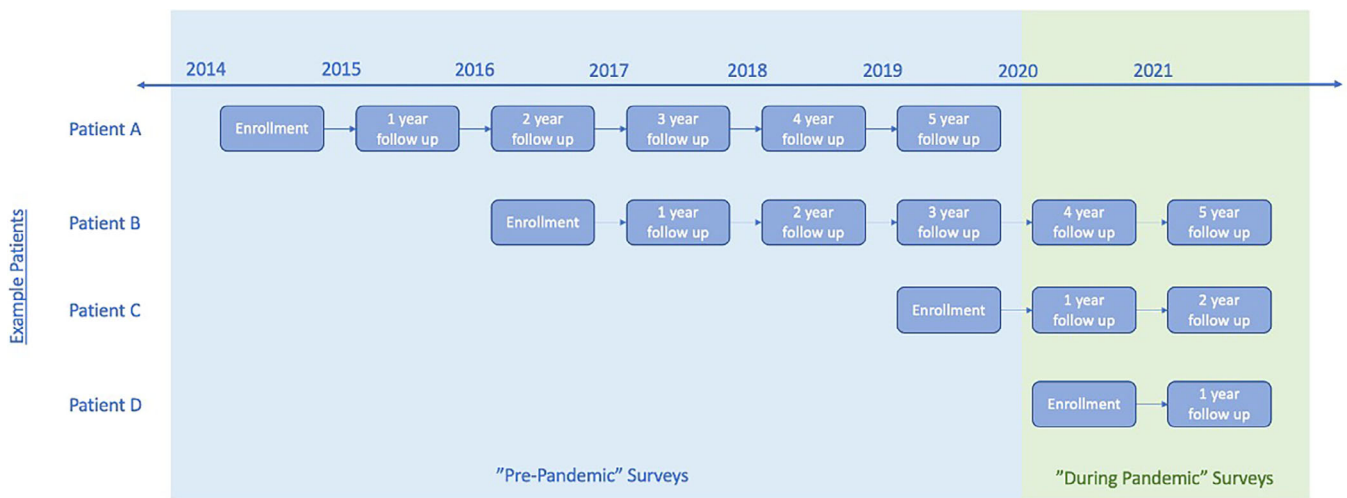 2014 2015 2016 2017 2018 2019 2020 2021
Patient A
Enrollment
1 year
follow up
2 year
follow up
3 year
follow up
4 year
follow up
5 year
follow up
Example Patients
Patient B
Enrollment
1 year
follow up
2 year
follow up
3 year
follow up
4 year
follow up
5 year
follow up
Patient C
Enrollment
1 year
follow up
2 year
follow up
Patient D
Enrollment
1 year
follow up
”Pre-Pandemic” Surveys
”During Pandemic” Surveys